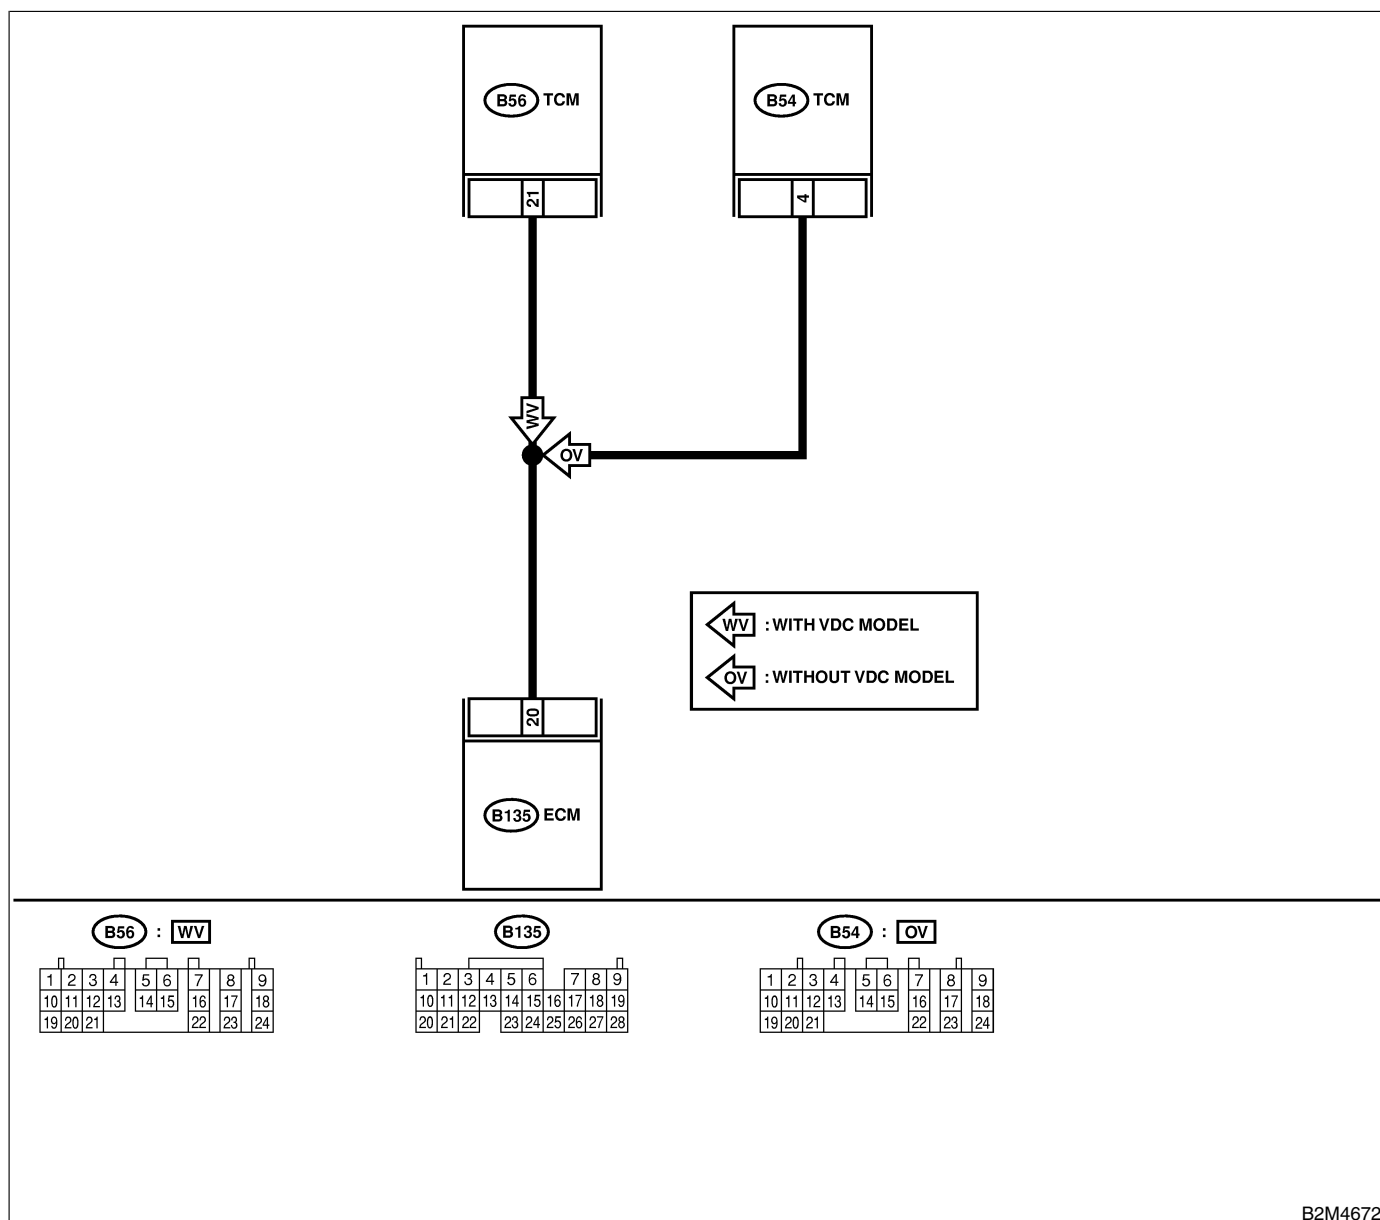 B56 TCM
B54 TCM
21
4
WV
OV
WV : WITH VDC MODEL
OV : WITHOUT VDC MODEL
20
B135 ECM
B56 : WV
B135
B54 : OV
1 2 3 4 5 6 7 8 9
10 11 12 13 14 15 16 17 18
19 20 21 22 23 24
1 2 3 4 5 6 7 8 9
10 11 12 13 14 15 16 17 18 19
20 21 22 23 24 25 26 27 28
1 2 3 4 5 6 7 8 9
10 11 12 13 14 15 16 17 18
19 20 21 22 23 24
B2M4672